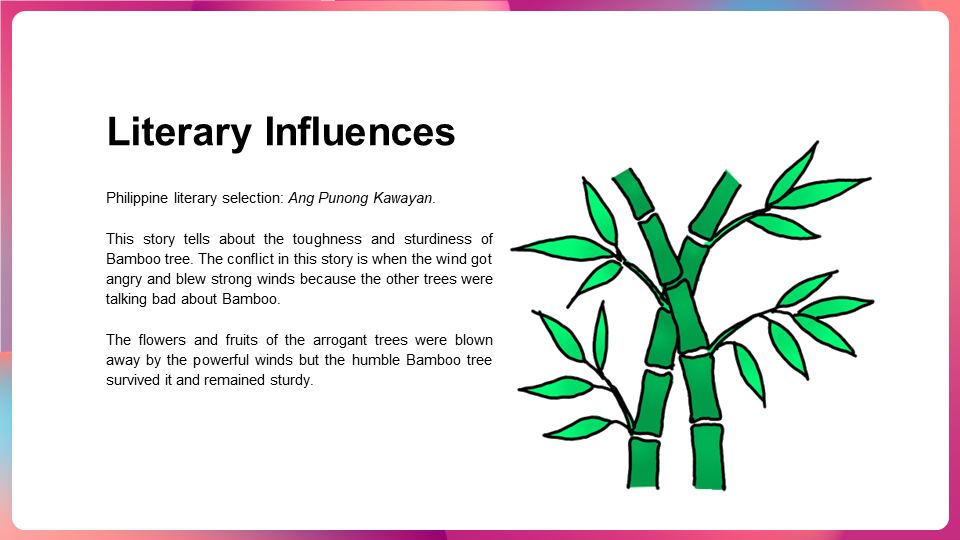 Literary Influences
Philippine literary selection: Ang Punong Kawayan.
This story tells about the toughness and sturdiness of
Bamboo tree. The conflict in this story is when the wind got
angry and blew strong winds because the other trees were
talking bad about Bamboo.
The flowers and fruits of the arrogant trees were blown
away by the powerful winds but the humble Bamboo tree
survived it and remained sturdy.